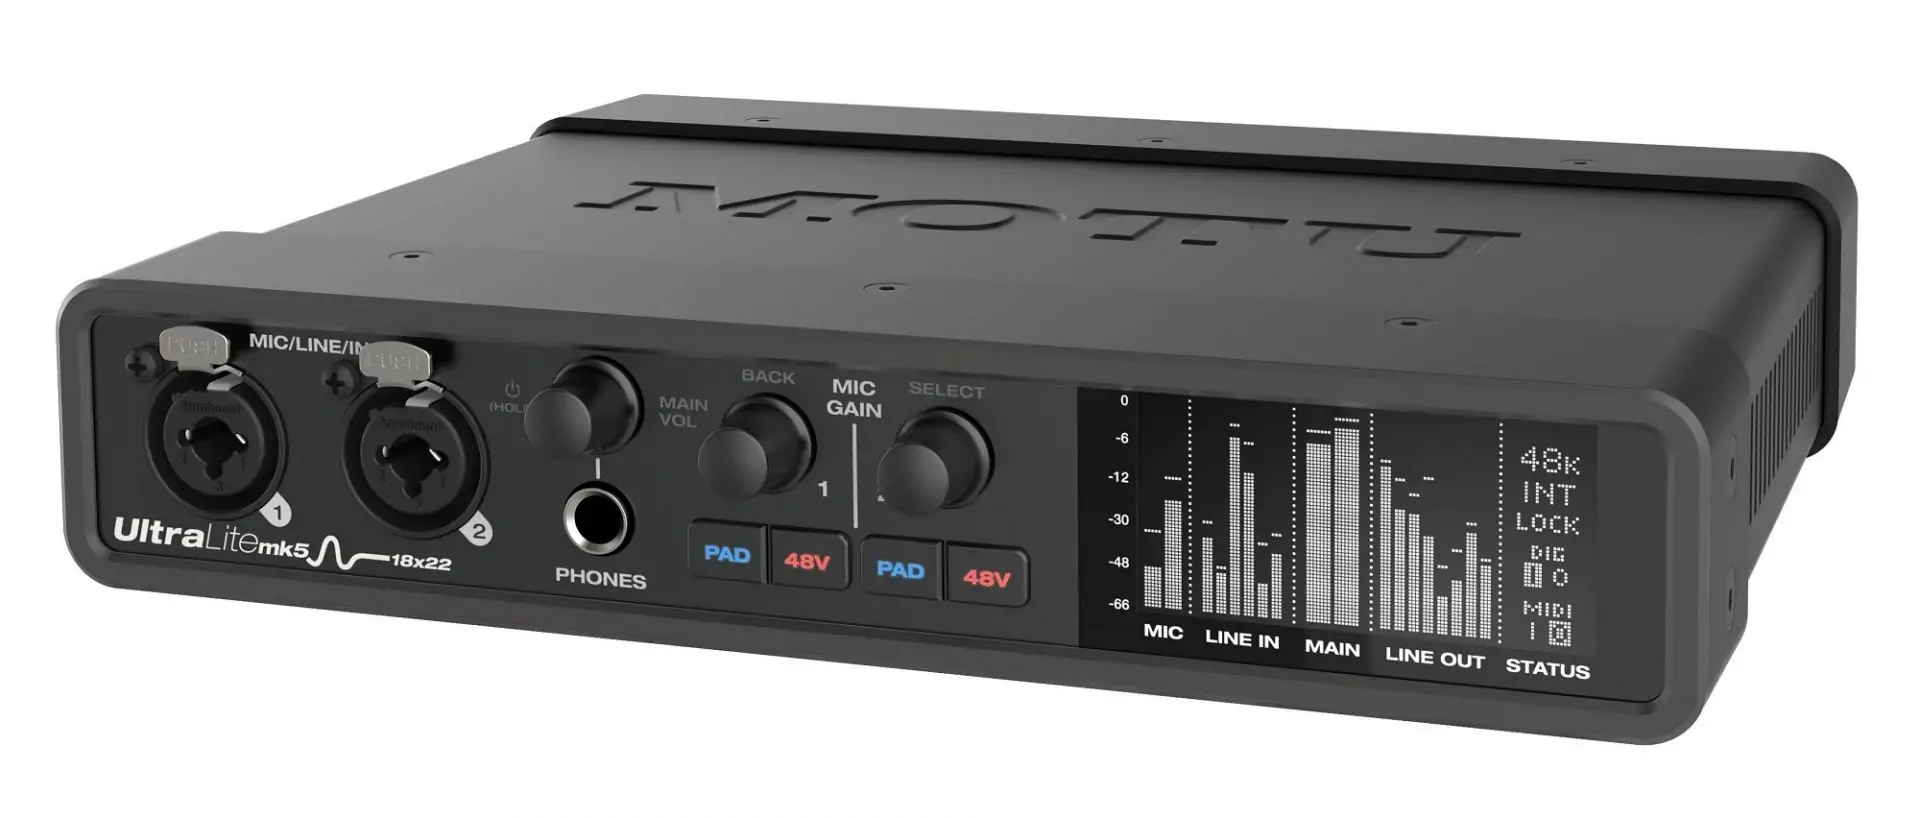 MOTU
PUSH
MIC/LINE/IN
PUSH
(HOLD
MAIN
VOL
BACK
MIC
GAIN
SELECT
1
2
1
UltraLite mk5
18x22
PHONES
PAD
48V
PAD
48V
0
-6
-12
-30
-48
-66
MIC
LINE IN
MAIN
LINE OUT
STATUS
48K
INT
LOCK
DIG
I O
MIDI
I O